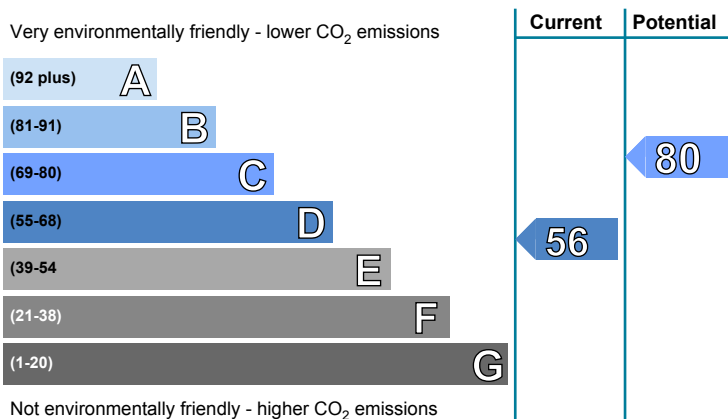 Current Potential
Very environmentally friendly - lower CO2 emissions
(92 plus) A
(81-91) B
(69-80) C
80
(55-68) D
56
(39-54 E
(21-38) F
(1-20) G
Not environmentally friendly - higher CO2 emissions